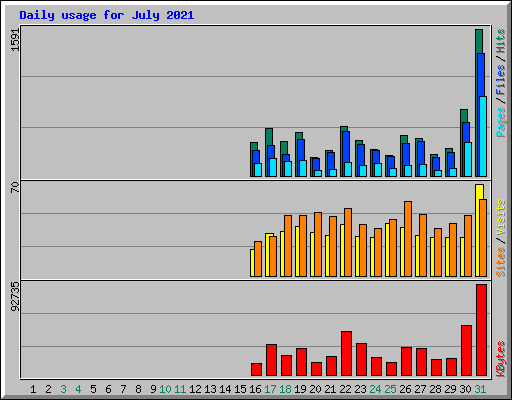 Daily usage for July 2021
1591
Pages / Files / Hits
70
Sites / Visits
92735
KBytes
1 2 3 4 5 6 7 8 9 10 11 12 13 14 15 16 17 18 19 20 21 22 23 24 25 26 27 28 29 30 31